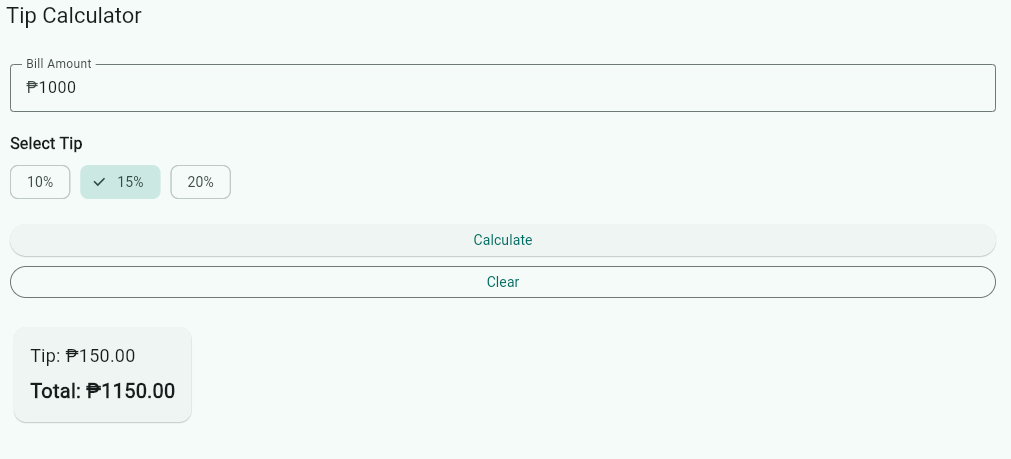 Tip Calculator
Bill Amount
₱1000
Select Tip
10% 15% 20%
Calculate
Clear
Tip: ₱150.00
Total: ₱1150.00